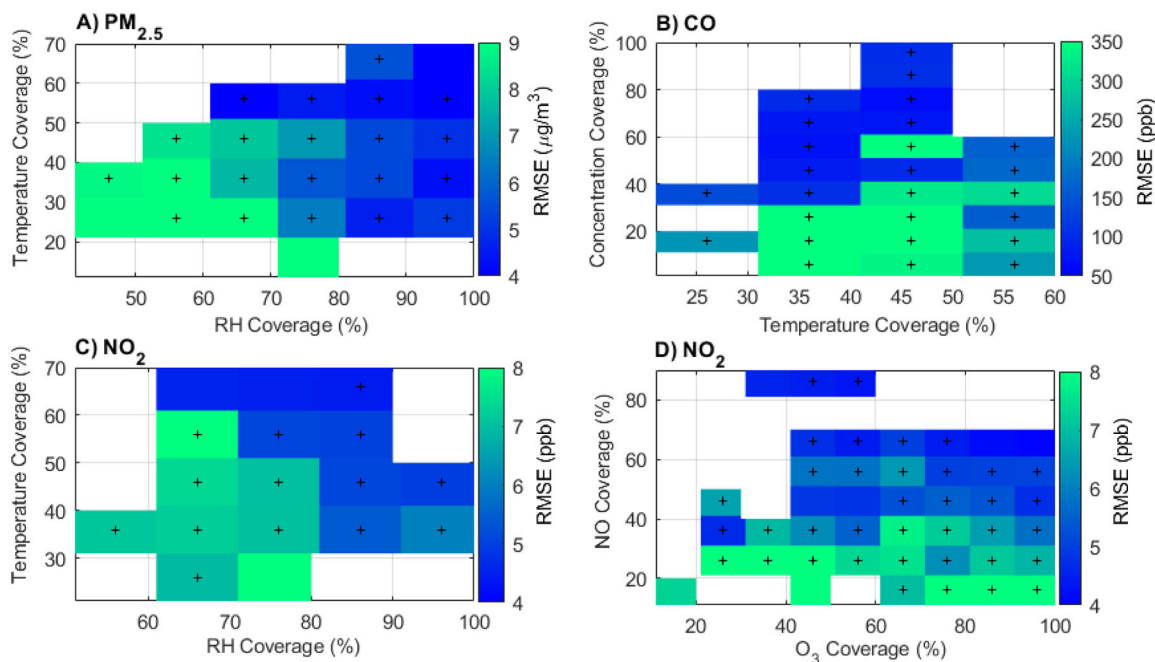 A) PM2.5
Temperature Coverage (%)
70
60
50
40
30
20
50 60 70 80 90 100
RH Coverage (%)
9
8
7
6
5
4
RMSE (µg/m³)
B) CO
Concentration Coverage (%)
100
80
60
40
20
25 30 35 40 45 50 55 60
Temperature Coverage (%)
350
300
250
200
150
100
50
RMSE (ppb)
C) NO2
Temperature Coverage (%)
70
60
50
40
30
60 70 80 90 100
RH Coverage (%)
8
7
6
5
4
RMSE (ppb)
D) NO2
NO Coverage (%)
80
60
40
20
20 40 60 80 100
O3 Coverage (%)
8
7
6
5
4
RMSE (ppb)